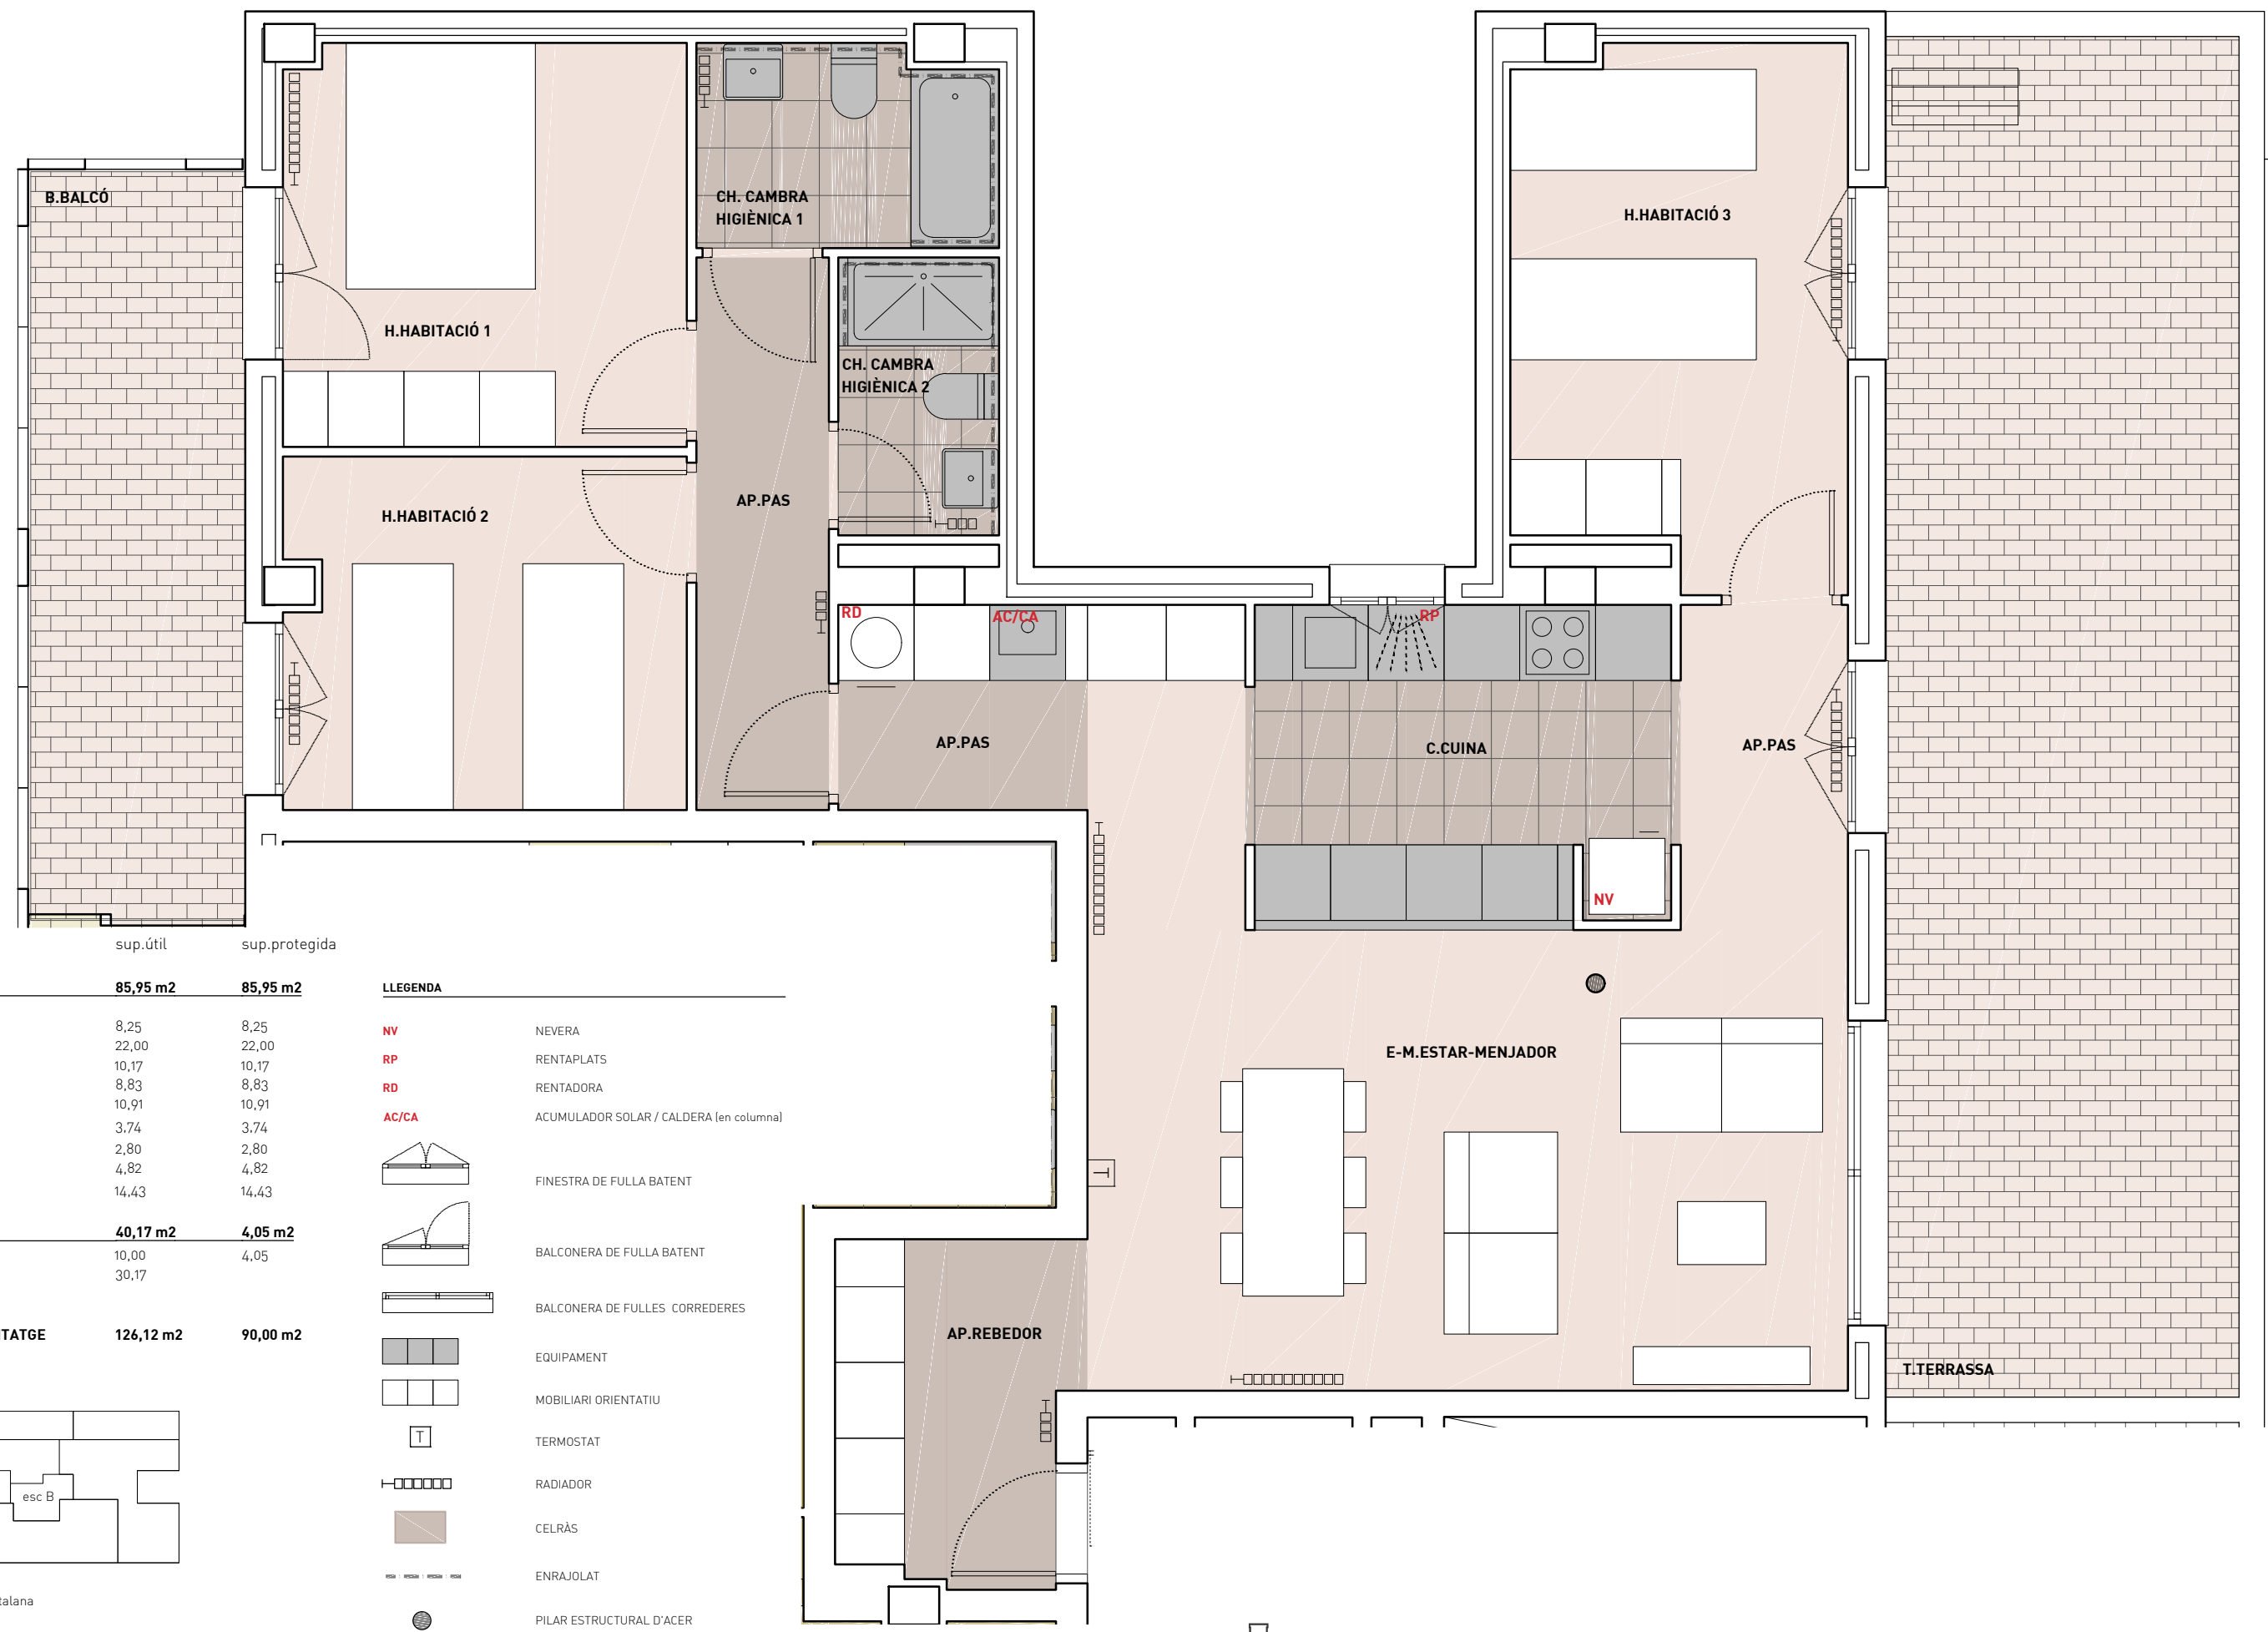 B.BALCÓ
H.HABITACIÓ 1
CH. CAMBRA
HIGIÈNICA 1
H.HABITACIÓ 3
CH. CAMBRA
HIGIÈNICA 2
H.HABITACIÓ 2
AP.PAS
RD
AC/CA
RP
AP.PAS
C.CUINA
AP.PAS
NV
E-M.ESTAR-MENJADOR
T
AP.REBEDOR
T.TERRASSA
sup.útil sup.protegida
85,95 m2 85,95 m2
8,25 8,25
22,00 22,00
10,17 10,17
8,83 8,83
10,91 10,91
3.74 3.74
2,80 2,80
4,82 4,82
14,43 14,43
40,17 m2 4,05 m2
10,00 4,05
30,17
TATGE 126,12 m2 90,00 m2
esc B
talana
LLEGENDA
NV NEVERA
RP RENTAPLATS
RD RENTADORA
AC/CA ACUMULADOR SOLAR / CALDERA (en columna)
FINESTRA DE FULLA BATENT
BALCONERA DE FULLA BATENT
BALCONERA DE FULLES CORREDERES
EQUIPAMENT
MOBILIARI ORIENTATIU
T TERMOSTAT
RADIADOR
CELRÀS
ENRAJOLAT
PILAR ESTRUCTURAL D'ACER